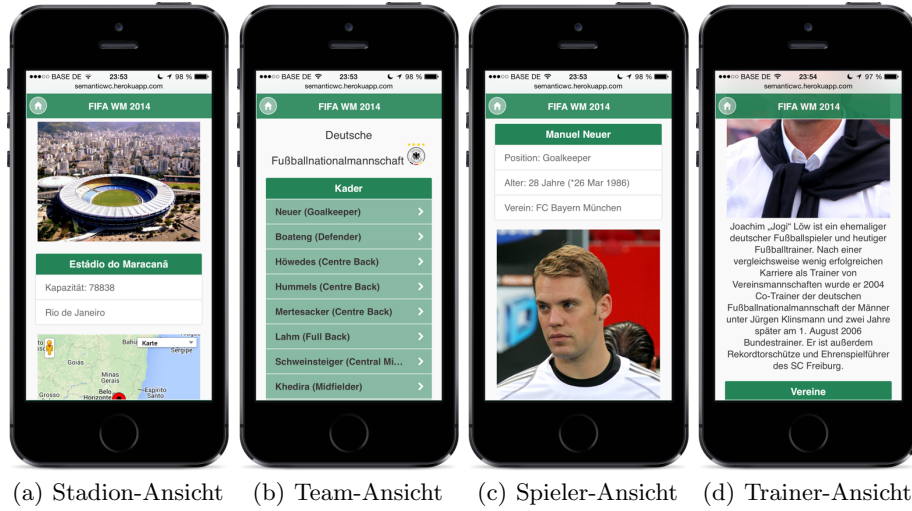 ●●●○○ BASE DE 23:53 98 %
semanticwc.herokuapp.com
FIFA WM 2014
Estádio do Maracanã
Kapazität: 78838
Rio de Janeiro
Karte
Goiás
Minas
Gerais
Belo
Horizonte
Espírito
Santo
Grosso
Sergipe
●●●○○ BASE DE 23:53 98 %
semanticwc.herokuapp.com
FIFA WM 2014
Deutsche
Fußballnationalmannschaft
Kader
Neuer (Goalkeeper)
Boateng (Defender)
Höwedes (Centre Back)
Hummels (Centre Back)
Mertesacker (Centre Back)
Lahm (Full Back)
Schweinsteiger (Central Mi...
Khedira (Midfielder)
●●●○○ BASE DE 23:53 98 %
semanticwc.herokuapp.com
FIFA WM 2014
Manuel Neuer
Position: Goalkeeper
Alter: 28 Jahre (*26 Mar 1986)
Verein: FC Bayern München
●●●○○ BASE DE 23:54 97 %
semanticwc.herokuapp.com
FIFA WM 2014
Joachim „Jogi“ Löw ist ein ehemaliger
deutscher Fußballspieler und heutiger
Fußballtrainer. Nach einer
vergleichsweise wenig erfolgreichen
Karriere als Trainer von
Vereinsmannschaften wurde er 2004
Co-Trainer der deutschen
Fußballnationalmannschaft der Männer
unter Jürgen Klinsmann und zwei Jahre
später am 1. August 2006
Bundestrainer. Er ist außerdem
Rekordtorschütze und Ehrenspielführer
des SC Freiburg.
Vereine
(a) Stadion-Ansicht
(b) Team-Ansicht
(c) Spieler-Ansicht
(d) Trainer-Ansicht